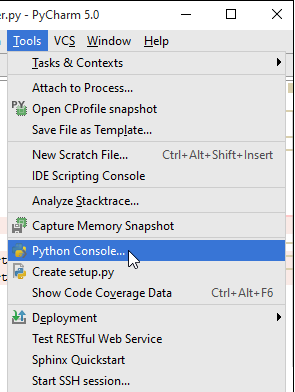 er.py - PyCharm 5.0
Tools VCS Window Help
Tasks & Contexts
Attach to Process...
Open CProfile snapshot
Save File as Template...
New Scratch File... Ctrl+Alt+Shift+Insert
IDE Scripting Console
Analyze Stacktrace...
Capture Memory Snapshot
Python Console...
Create setup.py
Show Code Coverage Data Ctrl+Alt+F6
Deployment
Test RESTful Web Service
Sphinx Quickstart
Start SSH session...